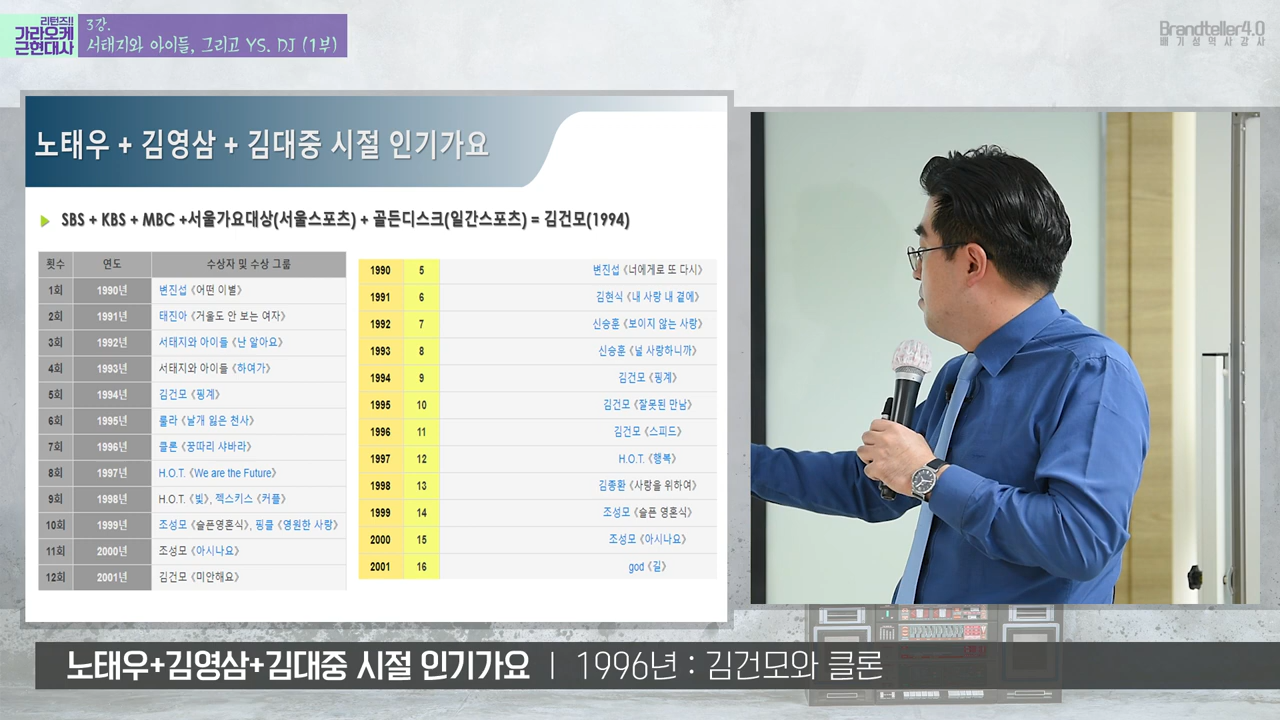 리턴즈!!
가라오케
근현대사
3강.
서태지와 아이들, 그리고 YS. DJ (1부)
Brandteller4.0
배기성역사강사
노태우 + 김영삼 + 김대중 시절 인기가요
SBS + KBS + MBC +서울가요대상(서울스포츠) + 골든디스크(일간스포츠) = 김건모(1994)
횟수 연도 수상자 및 수상 그룹
1회 1990년 변진섭 《어떤 이별》
2회 1991년 태진아 《거울도 안 보는 여자》
3회 1992년 서태지와 아이들 《난 알아요》
4회 1993년 서태지와 아이들 《하여가》
5회 1994년 김건모 《핑계》
6회 1995년 룰라 《날개 잃은 천사》
7회 1996년 클론 《꿍따리 샤바라》
8회 1997년 H.O.T. 《We are the Future》
9회 1998년 H.O.T. 《빛》, 젝스키스 《커플》
10회 1999년 조성모 《슬픈영혼식》, 핑클 《영원한 사랑》
11회 2000년 조성모 《아시나요》
12회 2001년 김건모 《미안해요》
1990 5 변진섭 《너에게로 또 다시》
1991 6 김현식 《내 사랑 내 곁에》
1992 7 신승훈 《보이지 않는 사랑》
1993 8 신승훈 《널 사랑하니까》
1994 9 김건모 《핑계》
1995 10 김건모 《잘못된 만남》
1996 11 김건모 《스피드》
1997 12 H.O.T. 《행복》
1998 13 김종환 《사랑을 위하여》
1999 14 조성모 《슬픈 영혼식》
2000 15 조성모 《아시나요》
2001 16 god 《길》
노태우+김영삼+김대중 시절 인기가요 | 1996년 : 김건모와 클론